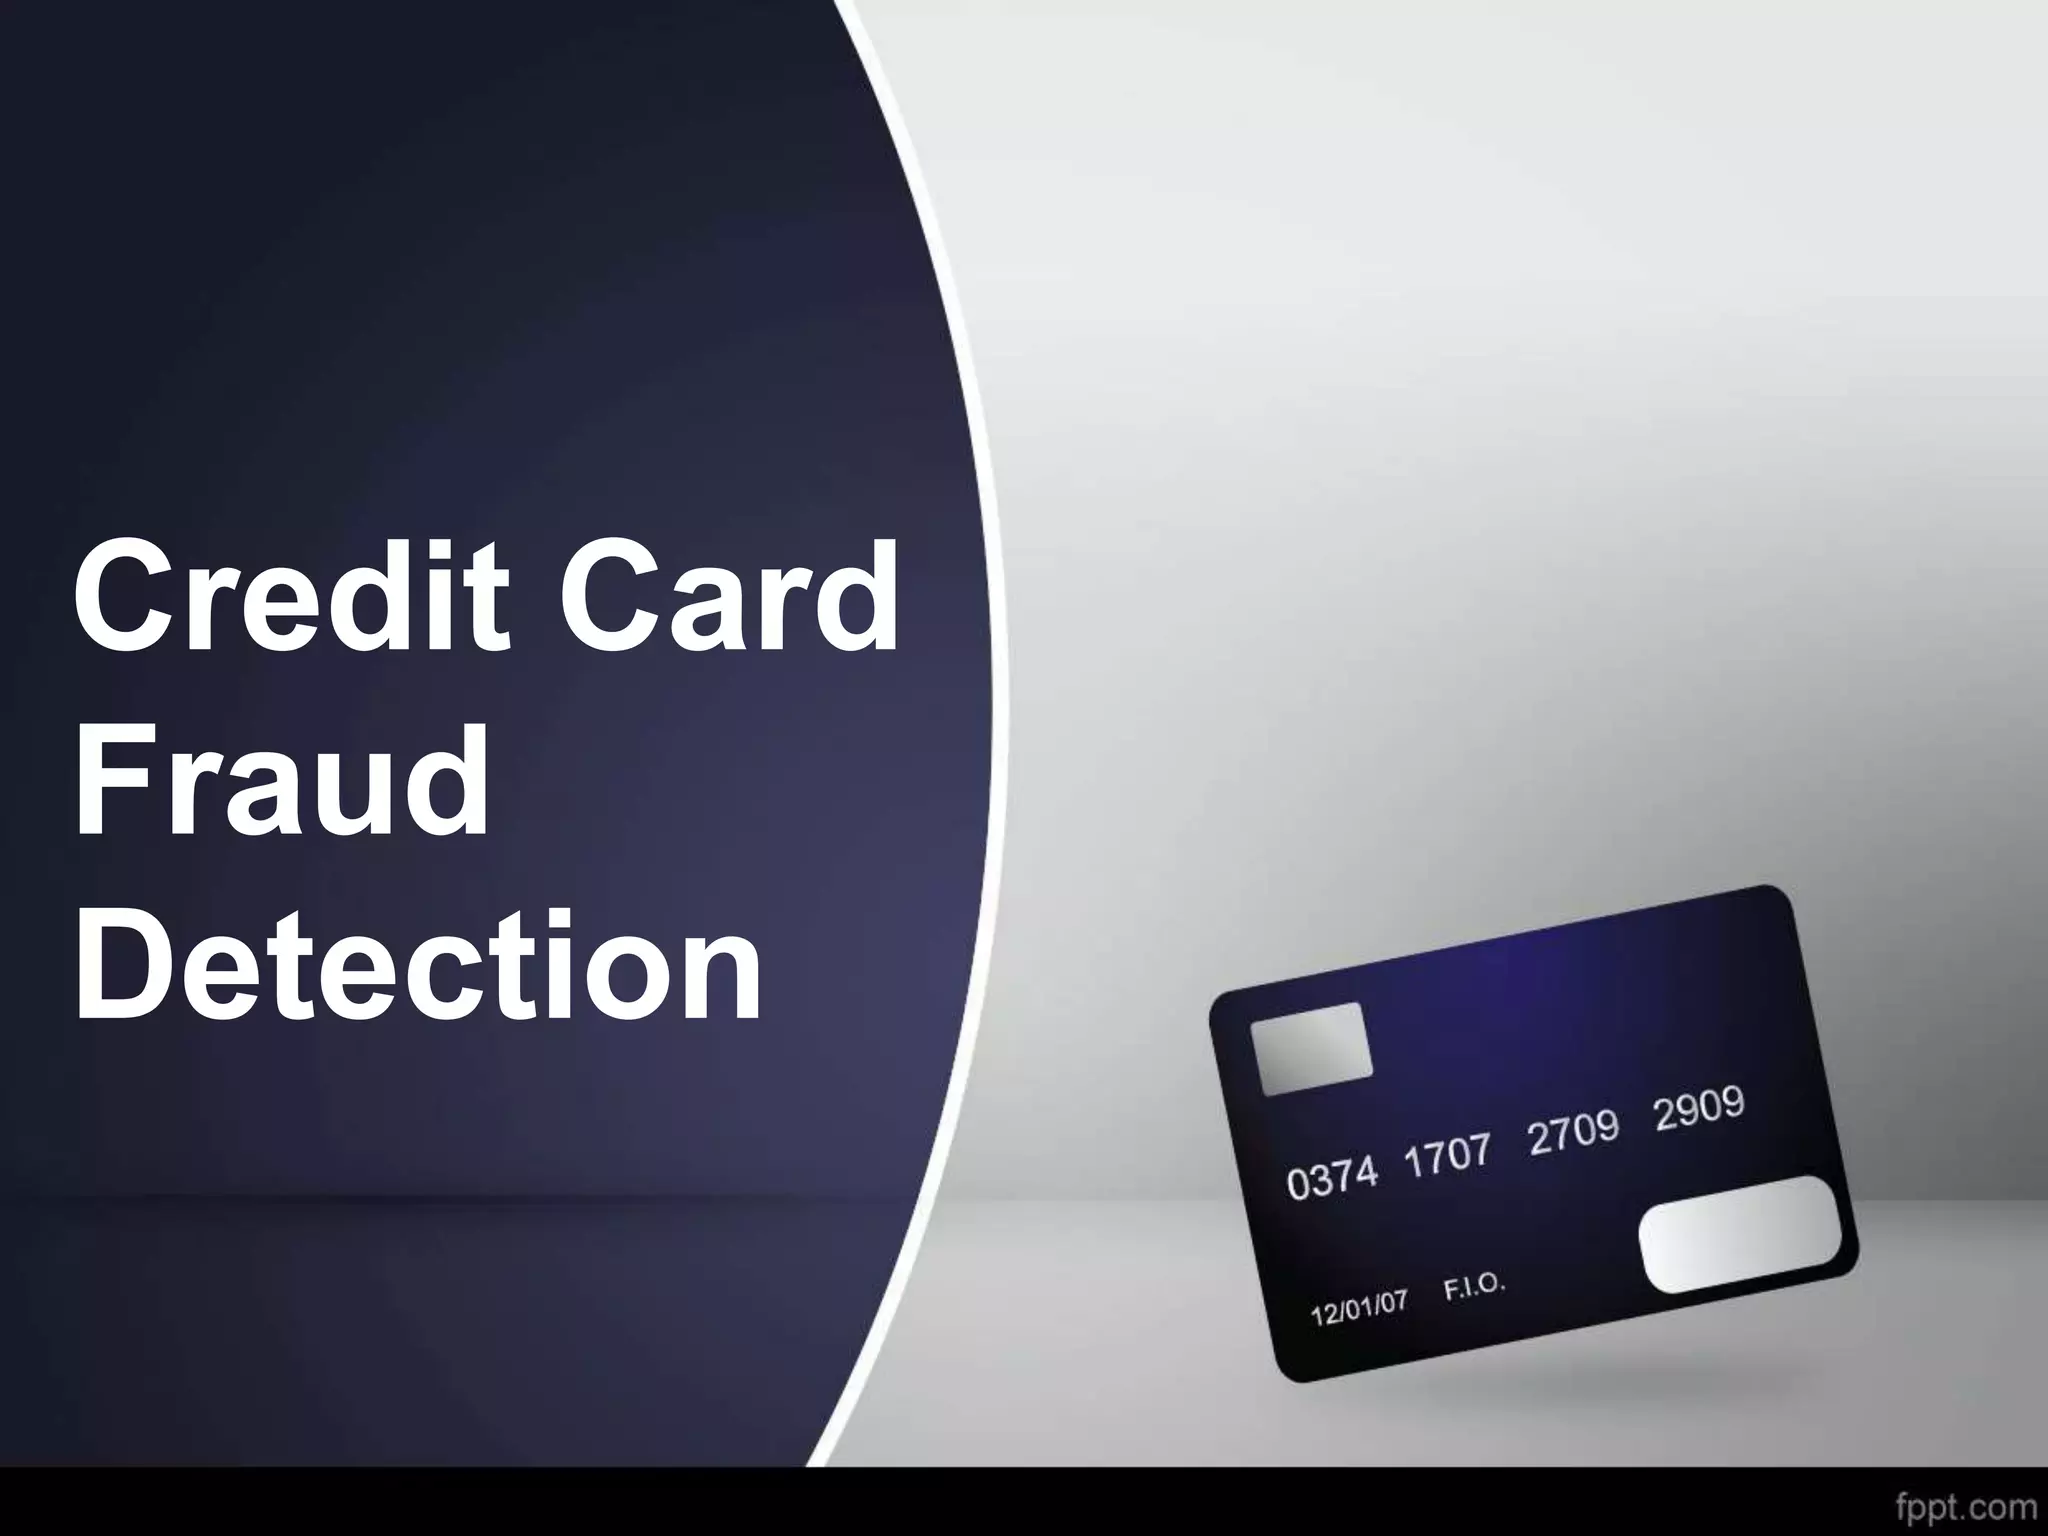 Credit Card
Fraud
Detection
0374 1707 2709 2909
12/01/07 F.I.O.
fppt.com